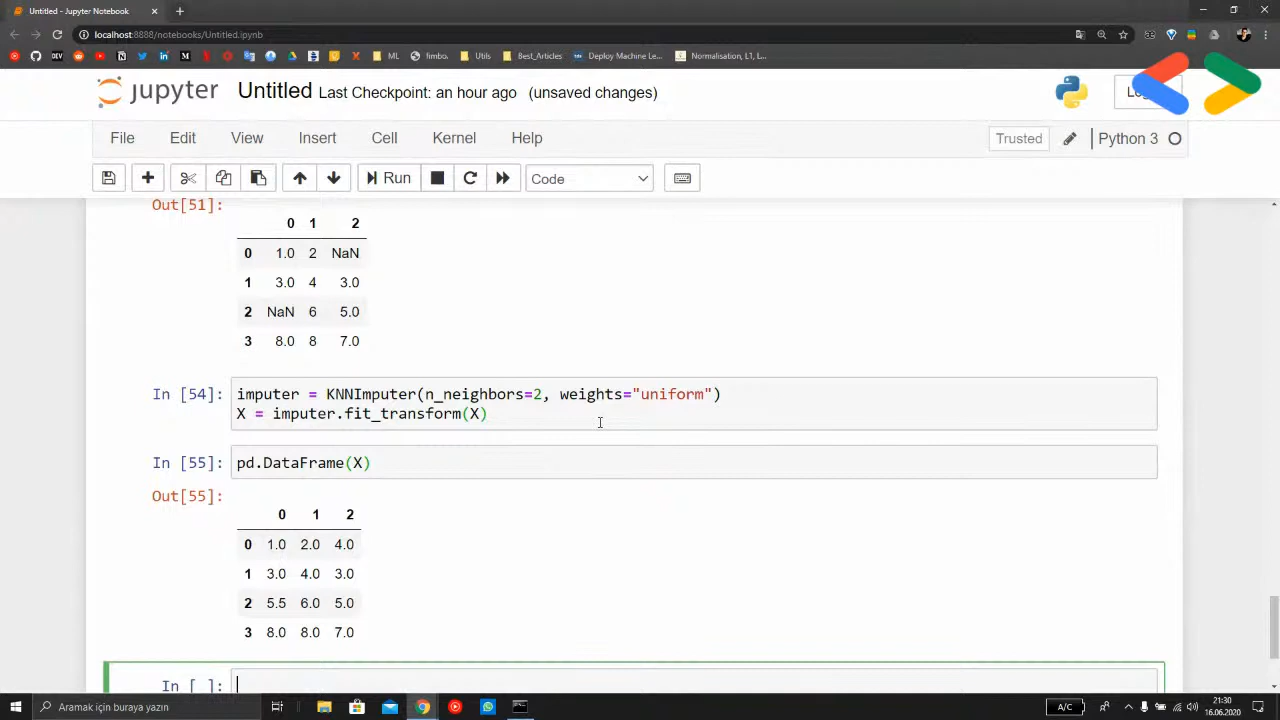 Untitled - Jupyter Notebook
localhost:8888/notebooks/Untitled.ipynb
ML fimbo. Utils Best_Articles Deploy Machine Le... Normalisation, L1, L...
jupyter Untitled Last Checkpoint: an hour ago (unsaved changes)
File Edit View Insert Cell Kernel Help Trusted Python 3
Run Code
Out[51]:
0 1 2
0 1.0 2 NaN
1 3.0 4 3.0
2 NaN 6 5.0
3 8.0 8 7.0
In [54]: imputer = KNNImputer(n_neighbors=2, weights="uniform")
X = imputer.fit_transform(X)
In [55]: pd.DataFrame(X)
Out[55]:
0 1 2
0 1.0 2.0 4.0
1 3.0 4.0 3.0
2 5.5 6.0 5.0
3 8.0 8.0 7.0
In [ ]:
Aramak için buraya yazın
A/C
21:30
16.06.2020